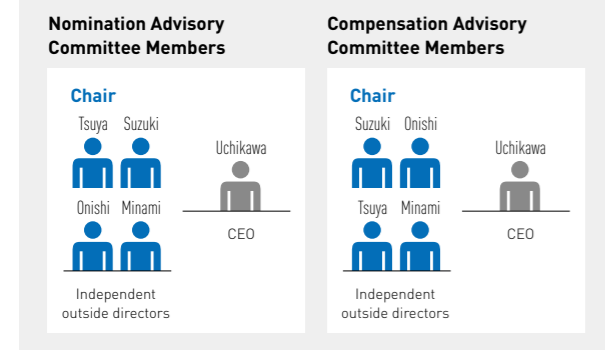 Nomination Advisory
Committee Members
Chair
Tsuya Suzuki
Uchikawa
Onishi Minami
CEO
Independent
outside directors
Compensation Advisory
Committee Members
Chair
Suzuki Onishi
Uchikawa
Tsuya Minami
CEO
Independent
outside directors